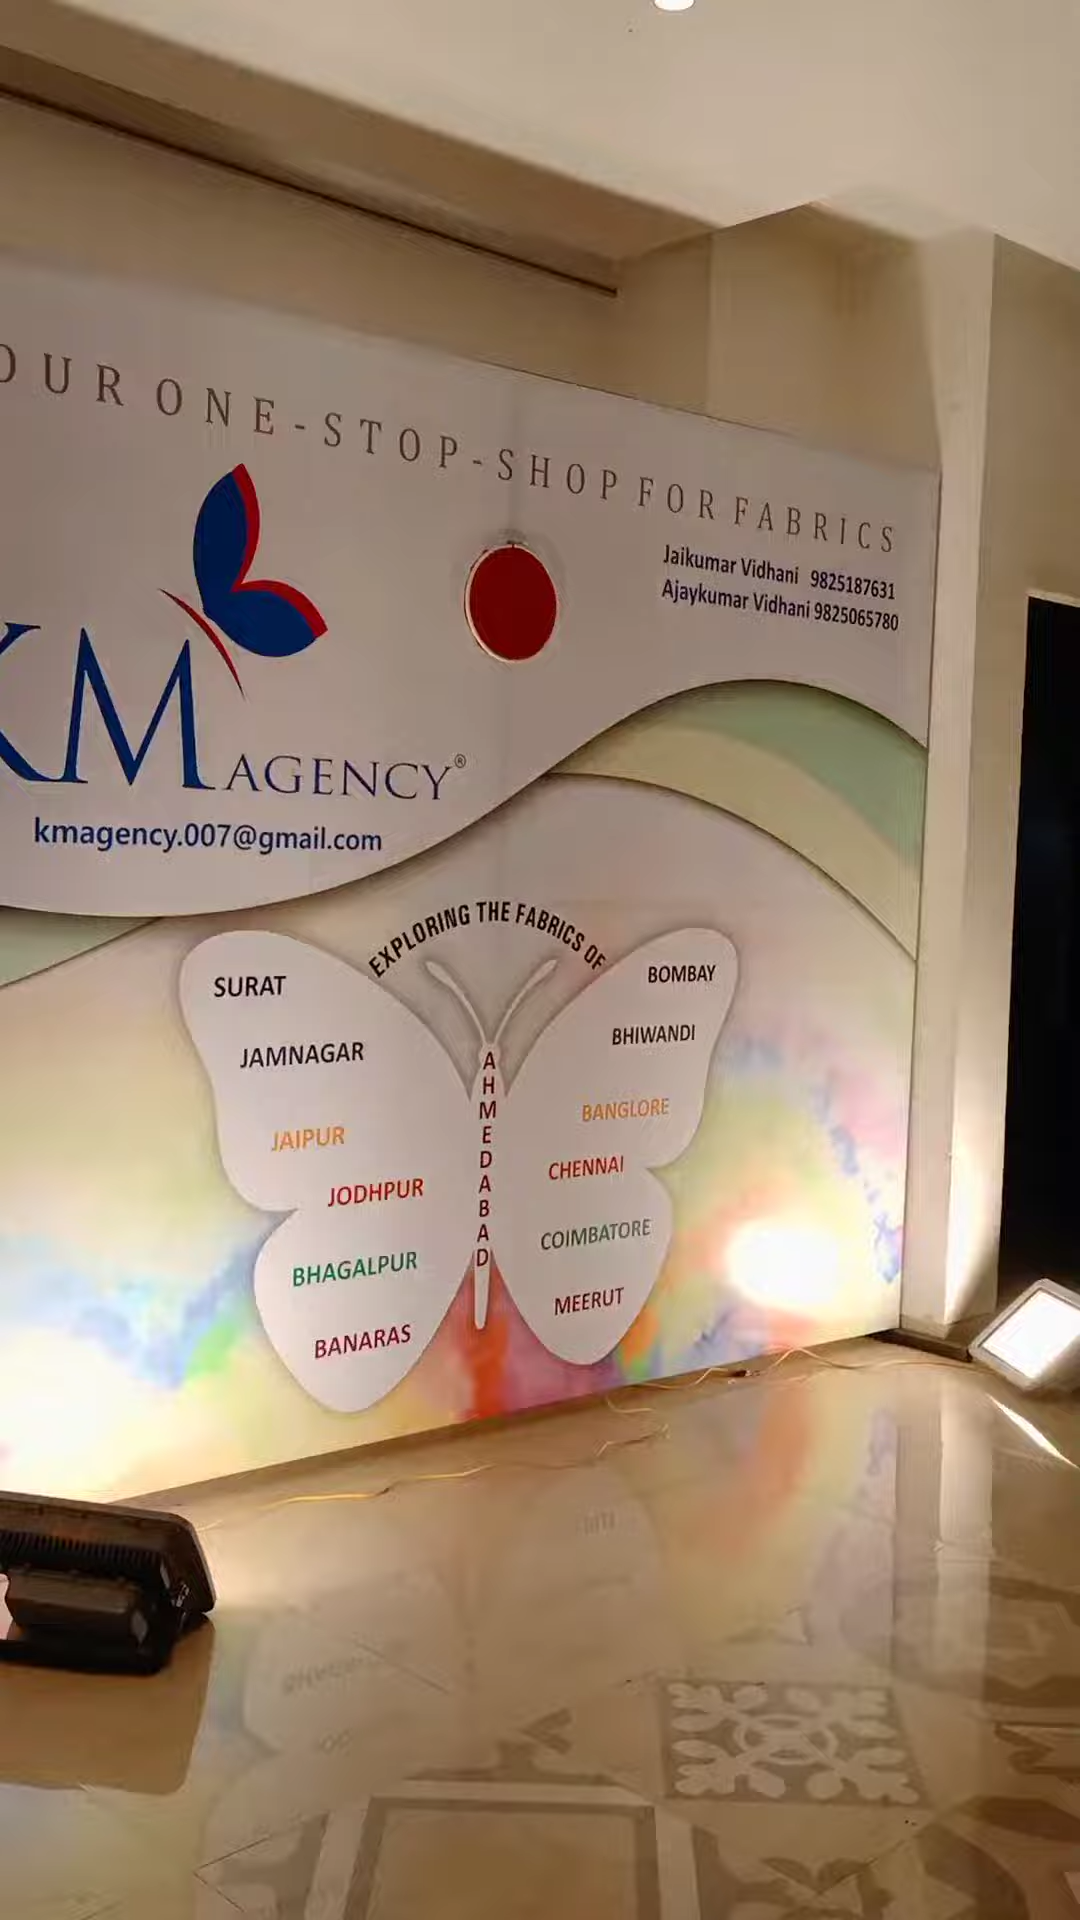 OUR ONE-STOP-SHOP FOR FABRICS
Jaikumar Vidhani 9825187631
Ajaykumar Vidhani 9825065780
KM AGENCY®
kmagency.007@gmail.com
EXPLORING THE FABRICS OF
SURAT
JAMNAGAR
JAIPUR
JODHPUR
BHAGALPUR
BANARAS
AHMEDABAD
BOMBAY
BHIWANDI
BANGLORE
CHENNAI
COIMBATORE
MEERUT